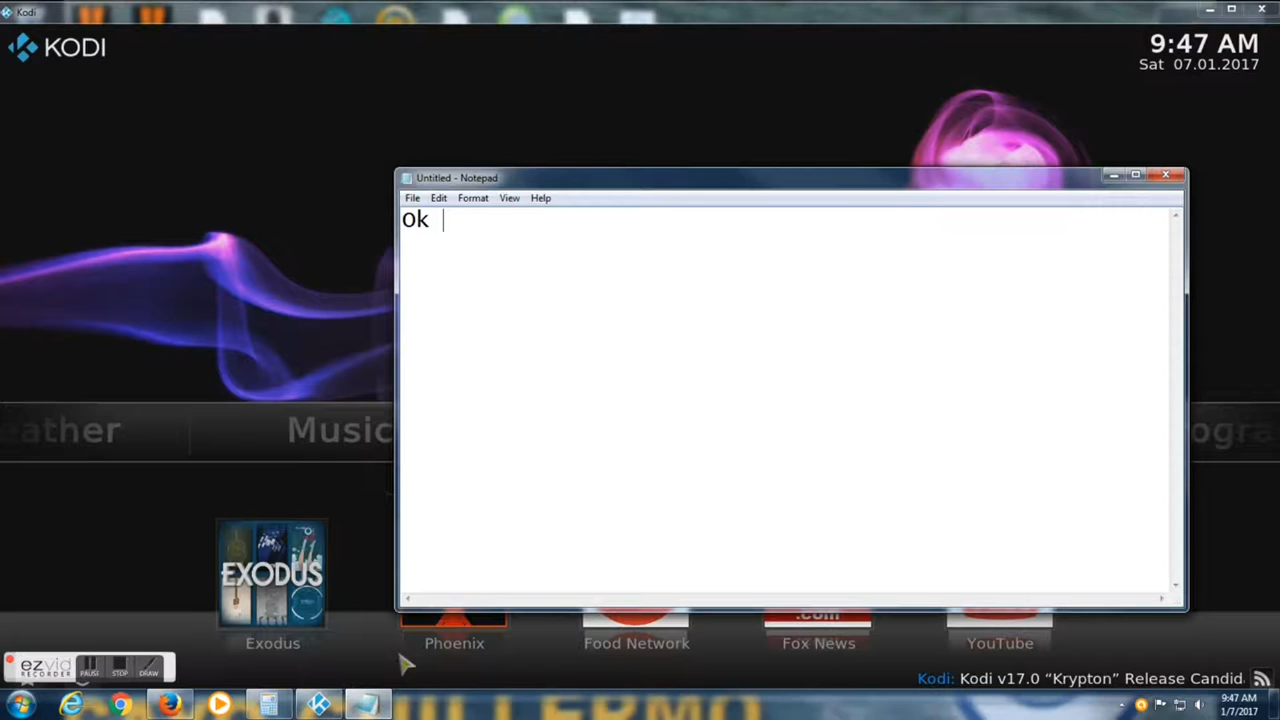 Kodi
KODI
9:47 AM
Sat 07.01.2017
Untitled - Notepad
File Edit Format View Help
Ok
eather
Music
ogra
EXODUS
.com
Exodus
Phoenix
Food Network
Fox News
YouTube
ezvid
RECORDER
PAUSE
STOP
DRAW
Kodi: Kodi v17.0 “Krypton” Release Candid
9:47 AM
1/7/2017